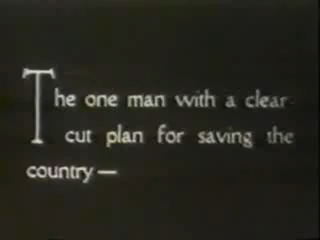 The one man with a clear-
cut plan for saving the
country—